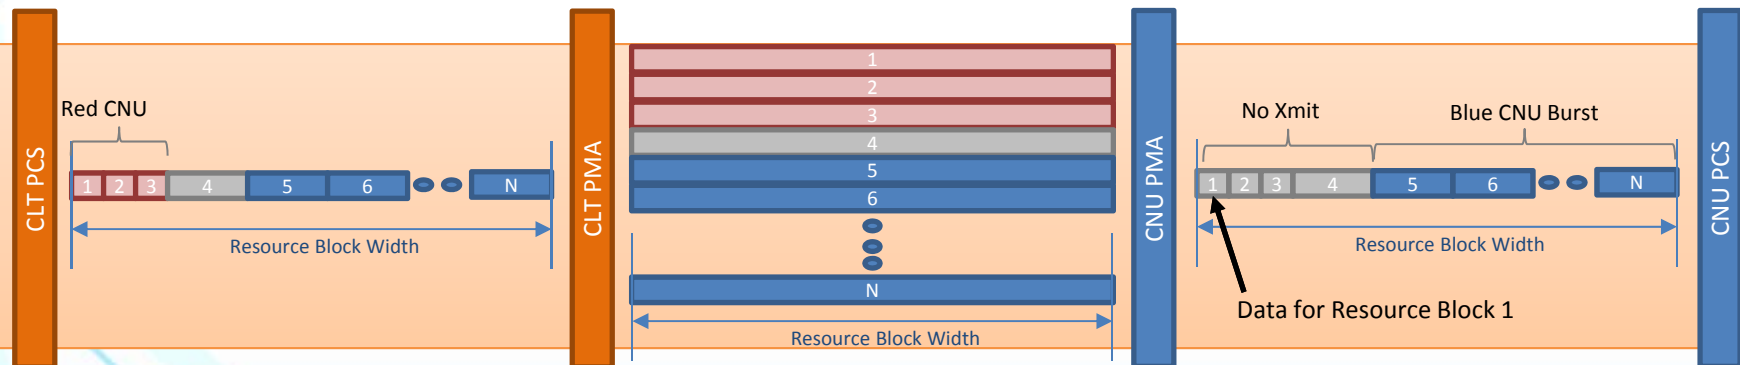 CLT PCS
Red CNU
1 2 3 4 5 6 N
Resource Block Width
CLT PMA
1
2
3
4
5
6
N
Resource Block Width
CNU PMA
No Xmit
Blue CNU Burst
1 2 3 4 5 6 N
Resource Block Width
Data for Resource Block 1
CNU PCS